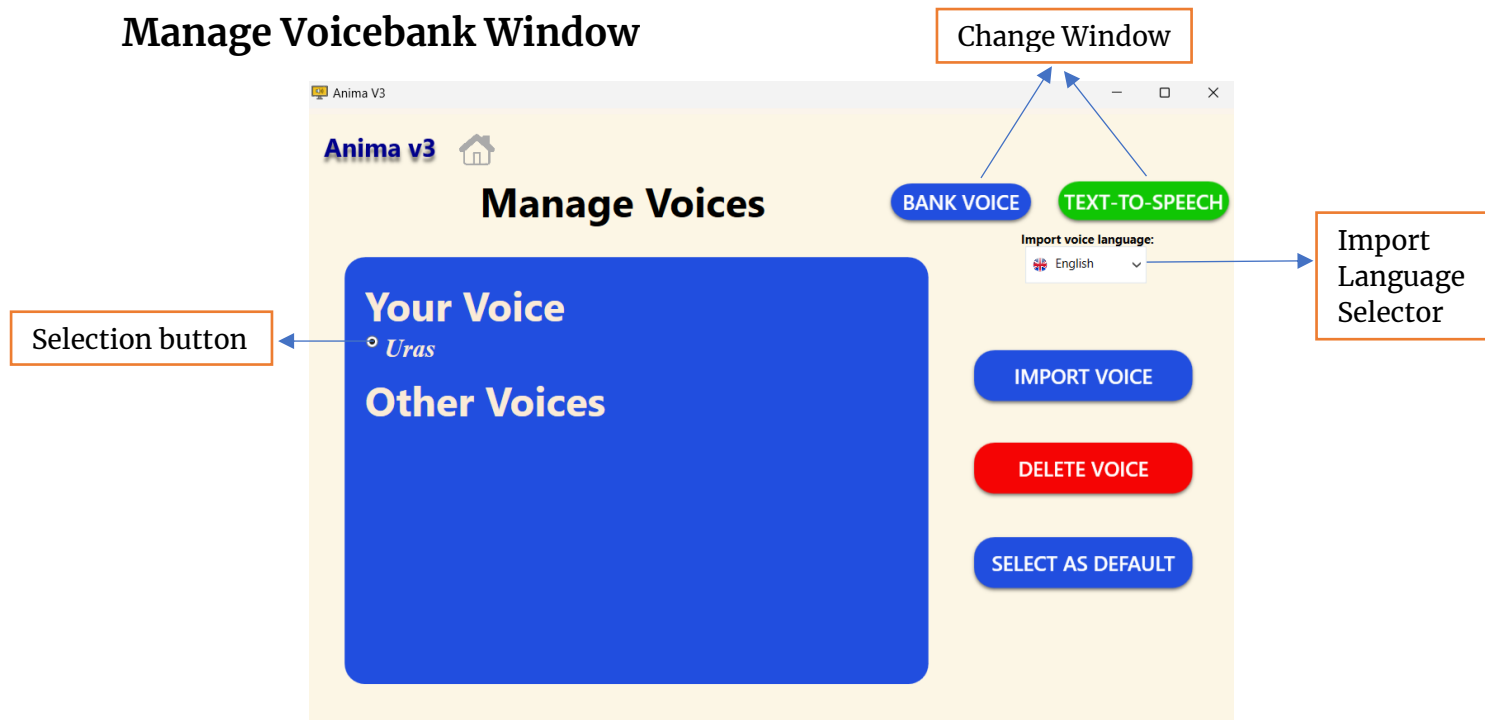 Manage Voicebank Window
Change Window
Anima V3
Anima v3
Manage Voices
BANK VOICE
TEXT-TO-SPEECH
Import voice language:
English
Import
Language
Selector
Your Voice
Selection button
Uras
Other Voices
IMPORT VOICE
DELETE VOICE
SELECT AS DEFAULT